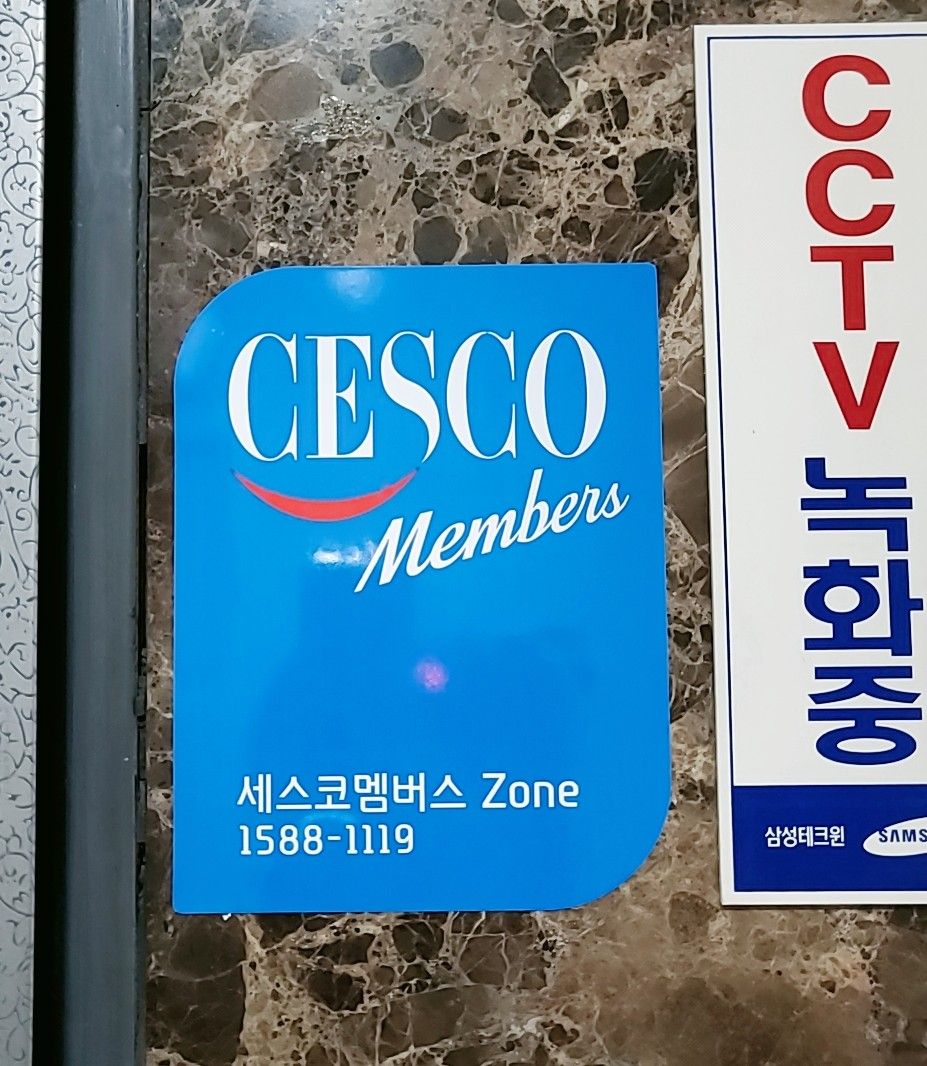 CESCO
Members
세스코멤버스 Zone
1588-1119
CCTV 녹화중
삼성테크윈 SAMS